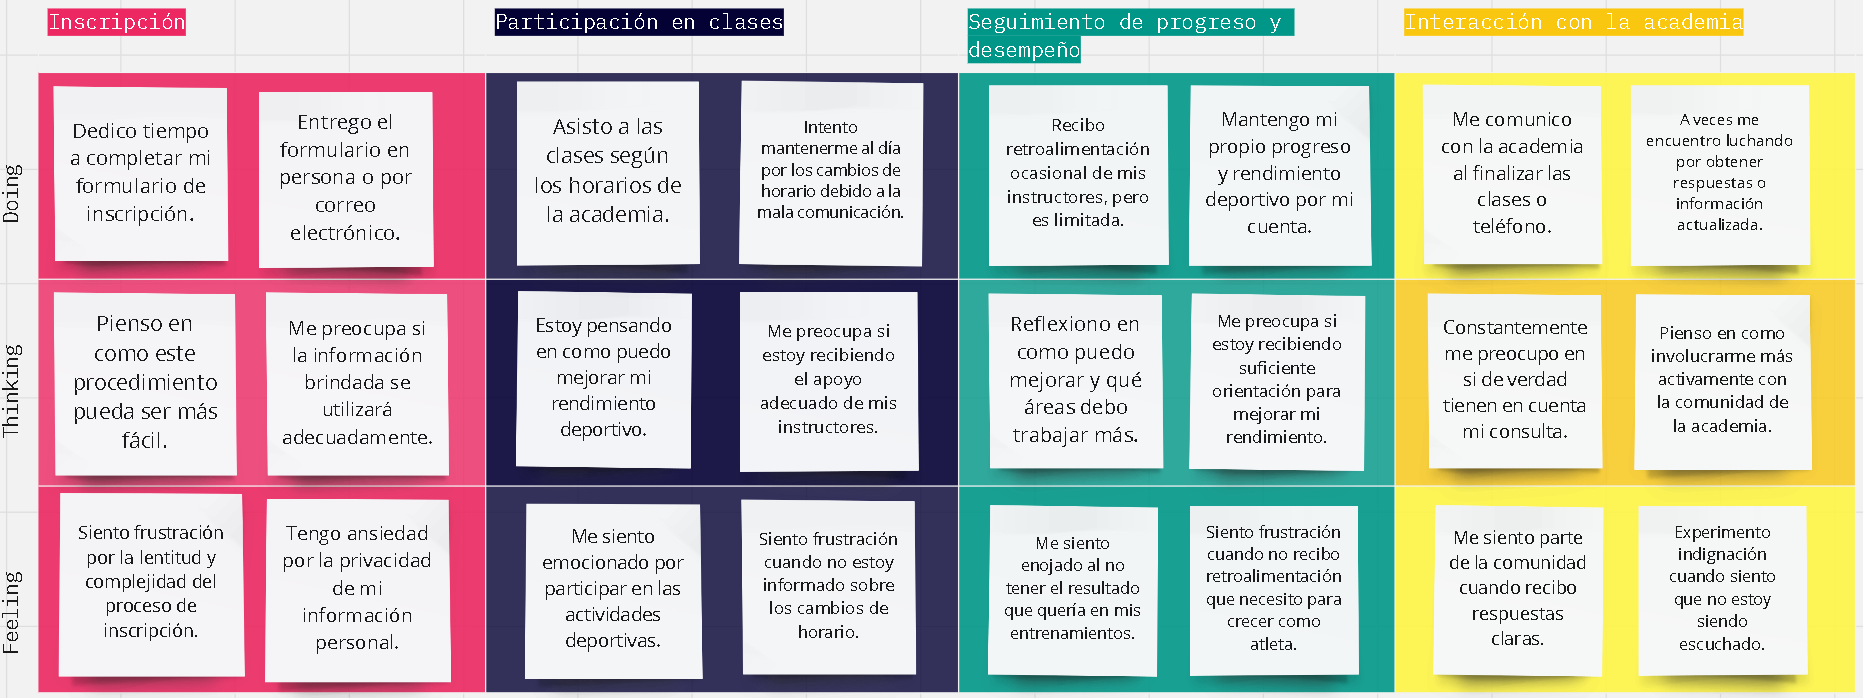 Inscripción
Participación en clases
Seguimiento de progreso y
desempeño
Interacción con la academia
Doing
Dedico tiempo
a completar mi
formulario de
inscripción.
Entrego el
formulario en
persona o por
correo
electrónico.
Asisto a las
clases según
los horarios de
la academia.
Intento
mantenerme al día
por los cambios de
horario debido a la
mala comunicación.
Recibo
retroalimentación
ocasional de mis
instructores, pero
es limitada.
Mantengo mi
propio progreso
y rendimiento
deportivo por mi
cuenta.
Me comunico
con la academia
al finalizar las
clases o
teléfono.
A veces me
encuentro luchando
por obtener
respuestas o
información
actualizada.
Thinking
Pienso en
como este
procedimiento
pueda ser más
fácil.
Me preocupa si
la información
brindada se
utilizará
adecuadamente.
Estoy pensando
en como puedo
mejorar mi
rendimiento
deportivo.
Me preocupa si
estoy recibiendo
el apoyo
adecuado de mis
instructores.
Reflexiono en
como puedo
mejorar y qué
áreas debo
trabajar más.
Me preocupa si
estoy recibiendo
suficiente
orientación para
mejorar mi
rendimiento.
Constantemente
me preocupo en
si de verdad
tienen en cuenta
mi consulta.
Pienso en como
involucrarme más
activamente con
la comunidad de
la academia.
Feeling
Siento frustración
por la lentitud y
complejidad del
proceso de
inscripción.
Tengo ansiedad
por la privacidad
de mi
información
personal.
Me siento
emocionado por
participar en las
actividades
deportivas.
Siento frustración
cuando no estoy
informado sobre
los cambios de
horario.
Me siento
enojado al no
tener el resultado
que quería en mis
entrenamientos.
Siento frustración
cuando no recibo
retroalimentación
que necesito para
crecer como
atleta.
Me siento parte
de la comunidad
cuando recibo
respuestas
claras.
Experimento
indignación
cuando siento
que no estoy
siendo
escuchado.